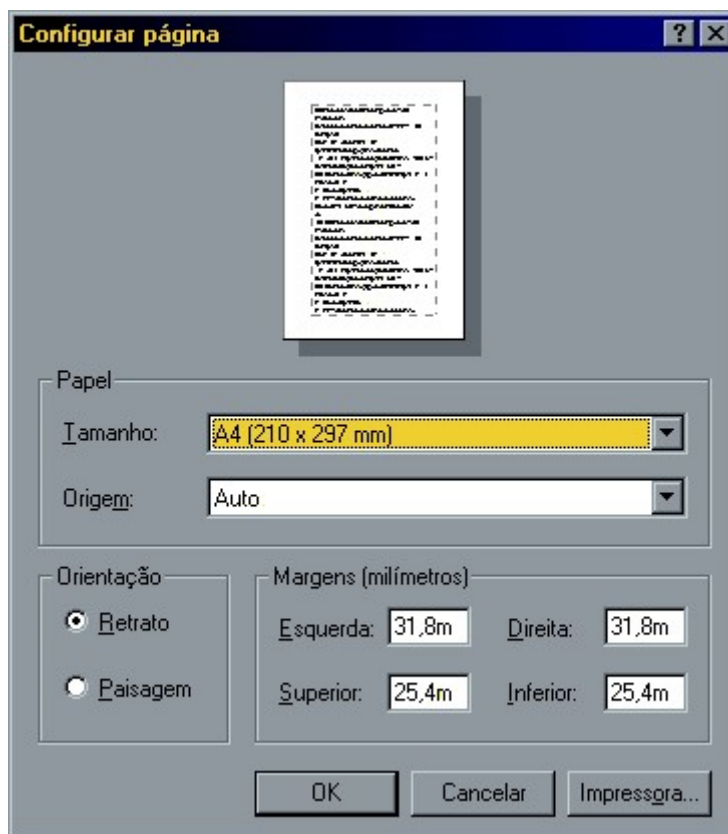 Configurar página
Papel
Tamanho: A4 (210 x 297 mm)
Origem: Auto
Orientação
Retrato
Paisagem
Margens (milímetros)
Esquerda: 31,8m Direita: 31,8m
Superior: 25,4m Inferior: 25,4m
OK Cancelar Impressora...